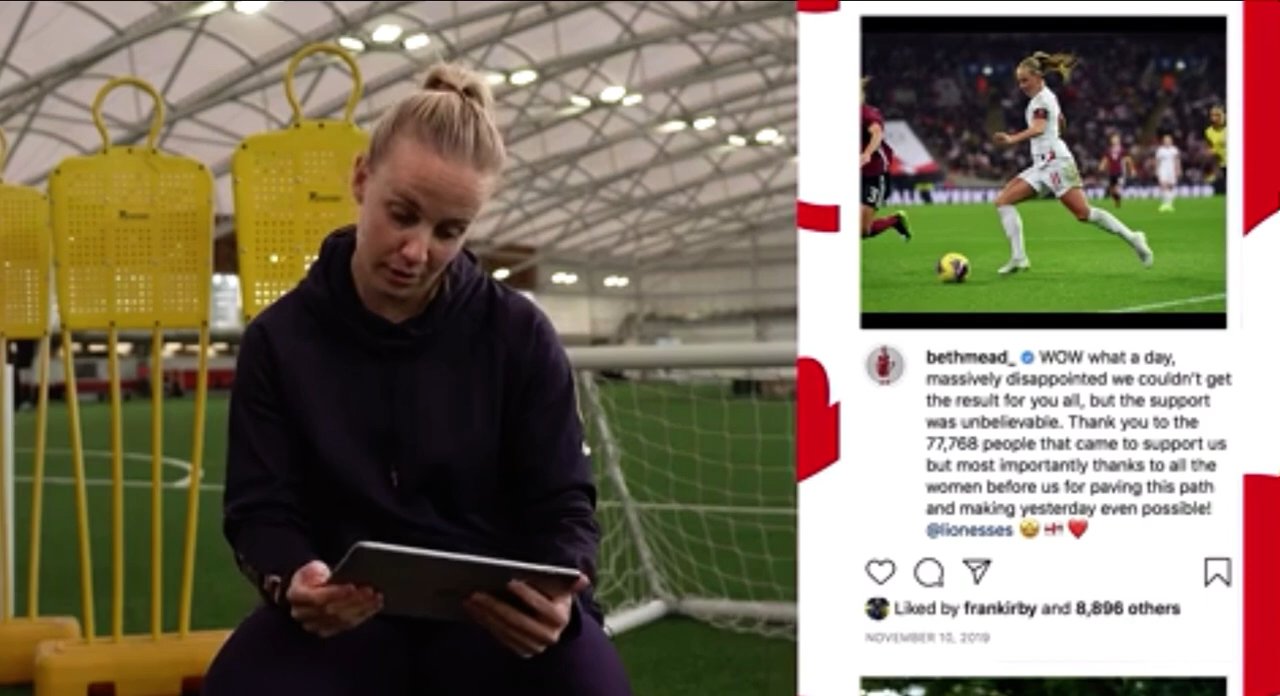 bethmead_ WOW what a day,
massively disappointed we couldn't get
the result for you all, but the support
was unbelievable. Thank you to the
77,768 people that came to support us
but most importantly thanks to all the
women before us for paving this path
and making yesterday even possible!
@lionesses 🤩 🏴󠁧󠁢󠁥󠁮󠁧󠁿 ❤️
Liked by frankirby and 8,896 others
NOVEMBER 10, 2019